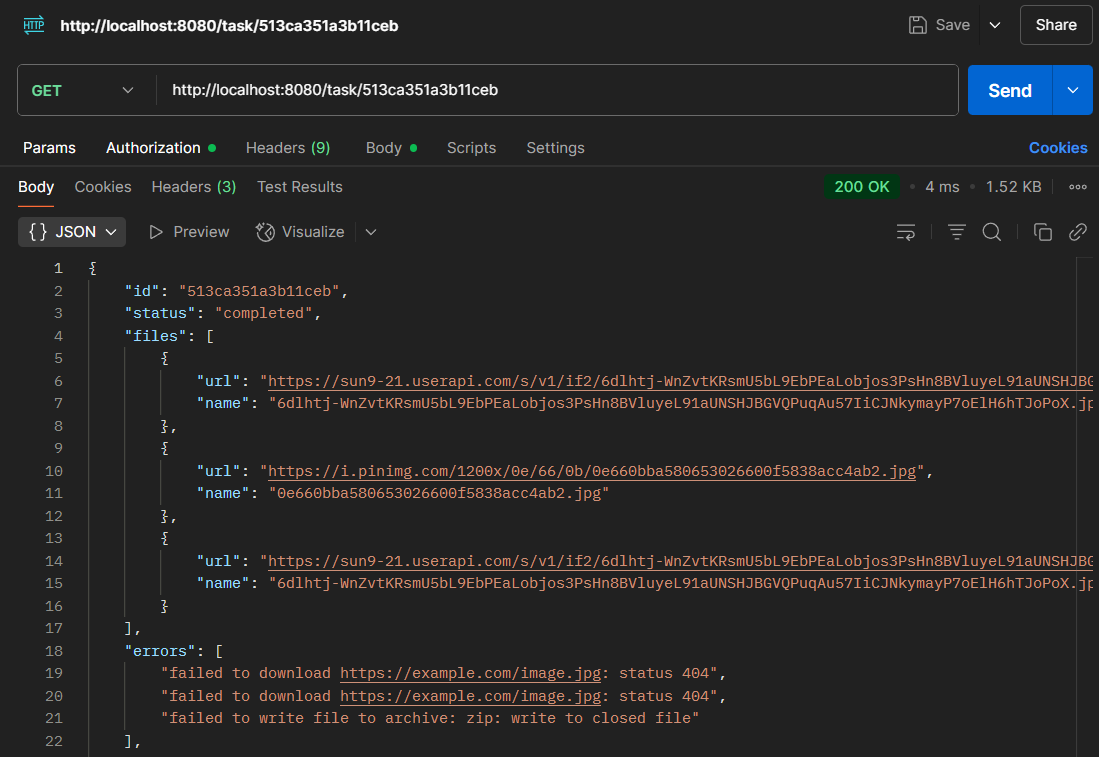 HTTP http://localhost:8080/task/513ca351a3b11ceb Save Share
GET http://localhost:8080/task/513ca351a3b11ceb Send
Params Authorization Headers (9) Body Scripts Settings Cookies
Body Cookies Headers (3) Test Results 200 OK 4 ms 1.52 KB
{} JSON Preview Visualize
1 {
2 "id": "513ca351a3b11ceb",
3 "status": "completed",
4 "files": [
5 {
6 "url": "https://sun9-21.userapi.com/s/v1/if2/6dlhtj-WnZvtKRsmU5bL9EbPEaLobjos3PsHn8BVluyeL91aUNSHJBG
7 "name": "6dlhtj-WnZvtKRsmU5bL9EbPEaLobjos3PsHn8BVluyeL91aUNSHJBGVQPuqAu57IiCJNkymayP7oElH6hTJoPoX.jp
8 },
9 {
10 "url": "https://i.pinimg.com/1200x/0e/66/0b/0e660bba580653026600f5838acc4ab2.jpg",
11 "name": "0e660bba580653026600f5838acc4ab2.jpg"
12 },
13 {
14 "url": "https://sun9-21.userapi.com/s/v1/if2/6dlhtj-WnZvtKRsmU5bL9EbPEaLobjos3PsHn8BVluyeL91aUNSHJBG
15 "name": "6dlhtj-WnZvtKRsmU5bL9EbPEaLobjos3PsHn8BVluyeL91aUNSHJBGVQPuqAu57IiCJNkymayP7oElH6hTJoPoX.jp
16 }
17 ],
18 "errors": [
19 "failed to download https://example.com/image.jpg: status 404",
20 "failed to download https://example.com/image.jpg: status 404",
21 "failed to write file to archive: zip: write to closed file"
22 ],